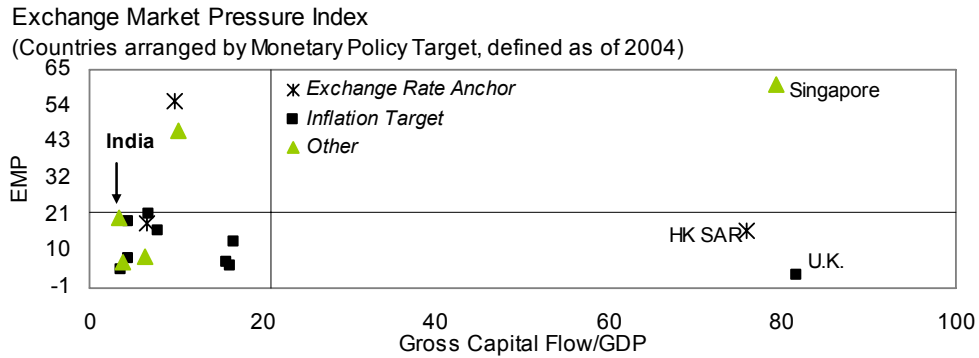 Exchange Market Pressure Index
(Countries arranged by Monetary Policy Target, defined as of 2004)
EMP
65
54
43
32
21
10
-1
Exchange Rate Anchor
Inflation Target
Other
India
Singapore
HK SAR
U.K.
0 20 40 60 80 100
Gross Capital Flow/GDP